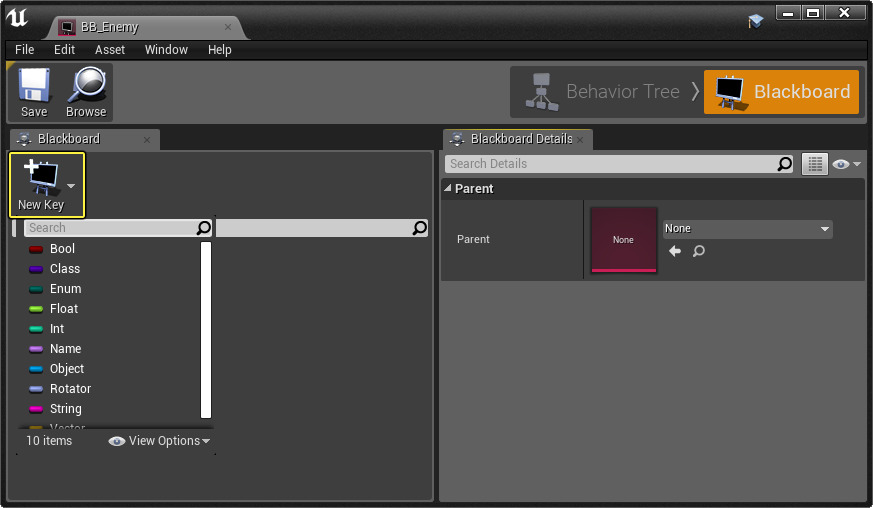 BB_Enemy
File Edit Asset Window Help
Save Browse
Behavior Tree Blackboard
Blackboard
New Key
Search
Bool
Class
Enum
Float
Int
Name
Object
Rotator
String
Vector
10 items View Options
Blackboard Details
Search Details
Parent
Parent
None
None